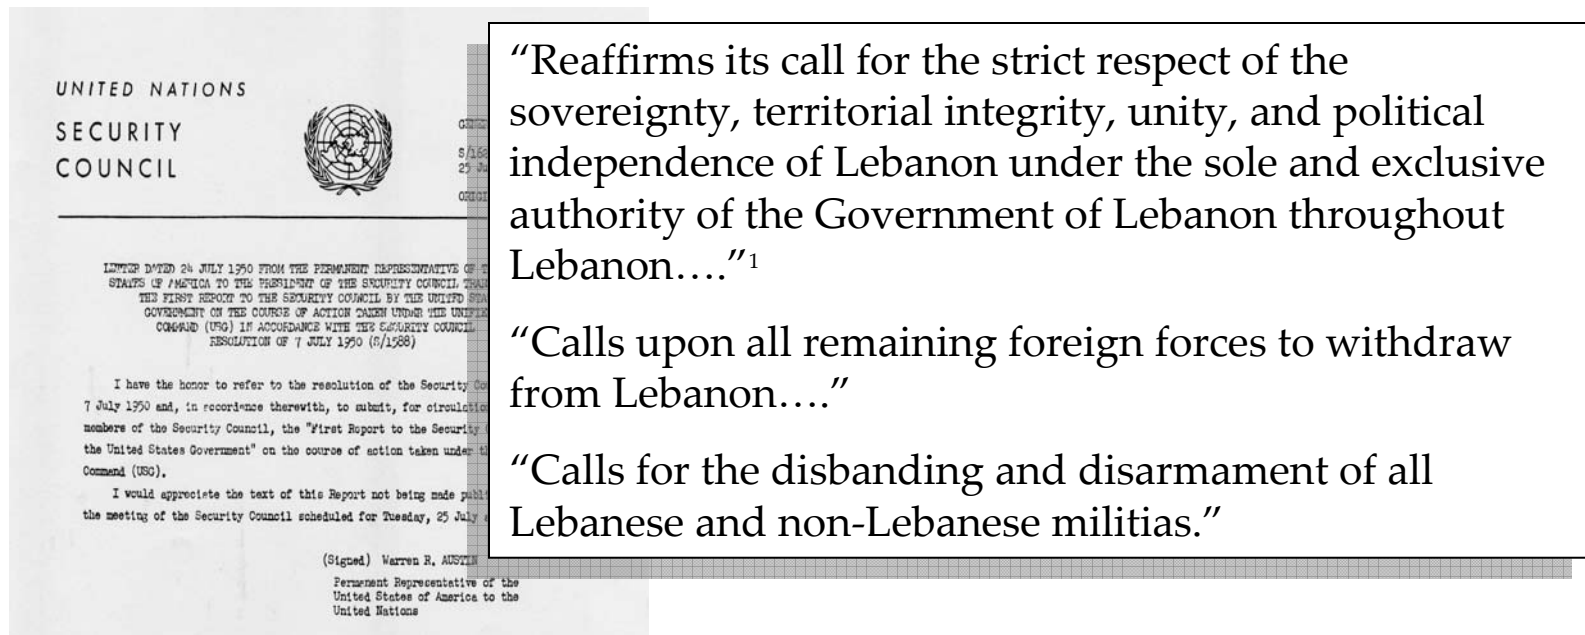 UNITED NATIONS
SECURITY
COUNCIL
25
LETTER DATED 24 JULY 1950 FROM THE PERMANENT REPRESENTATIVE OF
STATES OF AMERICA TO THE PRESIDENT OF THE SECURITY COUNCIL
THE FIRST REPORT TO THE SECURITY COUNCIL BY THE UNITED
GOVERNMENT ON THE COURSE OF ACTION TAKEN UNDER THE
COMMAND (USG) IN ACCORDANCE WITH THE SECURITY COUNCIL
RESOLUTION OF 7 JULY 1950 (S/1588)
I have the honor to refer to the resolution of the Security
7 July 1950 and, in accordance therewith, to submit, for
members of the Security Council, the "First Report to the Security
the United States Government" on the course of action taken under
Command (USG).
I would appreciate the text of this Report not being made
the meeting of the Security Council scheduled for Tuesday, 25 July
(Signed) Warren R. AUSTIN
Permanent Representative of the
United States of America to the
United Nations
“Reaffirms its call for the strict respect of the
sovereignty, territorial integrity, unity, and political
independence of Lebanon under the sole and exclusive
authority of the Government of Lebanon throughout
Lebanon….”1
“Calls upon all remaining foreign forces to withdraw
from Lebanon….”
“Calls for the disbanding and disarmament of all
Lebanese and non-Lebanese militias.”